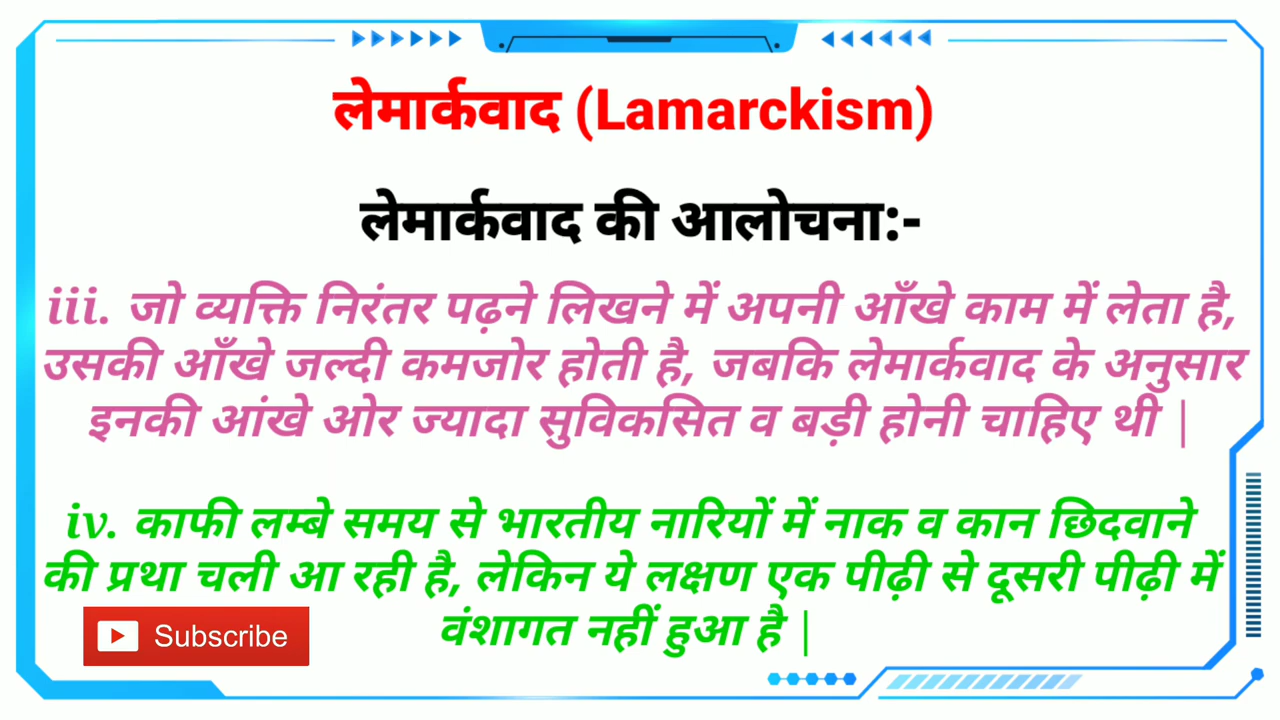 लेमार्कवाद (Lamarckism)
लेमार्कवाद की आलोचना:-
iii. जो व्यक्ति निरंतर पढ़ने लिखने में अपनी आँखे काम में लेता है,
उसकी आँखे जल्दी कमजोर होती है, जबकि लेमार्कवाद के अनुसार
इनकी आंखे ओर ज्यादा सुविकसित व बड़ी होनी चाहिए थी |
iv. काफी लम्बे समय से भारतीय नारियों में नाक व कान छिदवाने
की प्रथा चली आ रही है, लेकिन ये लक्षण एक पीढ़ी से दूसरी पीढ़ी में
वंशागत नहीं हुआ है |
Subscribe